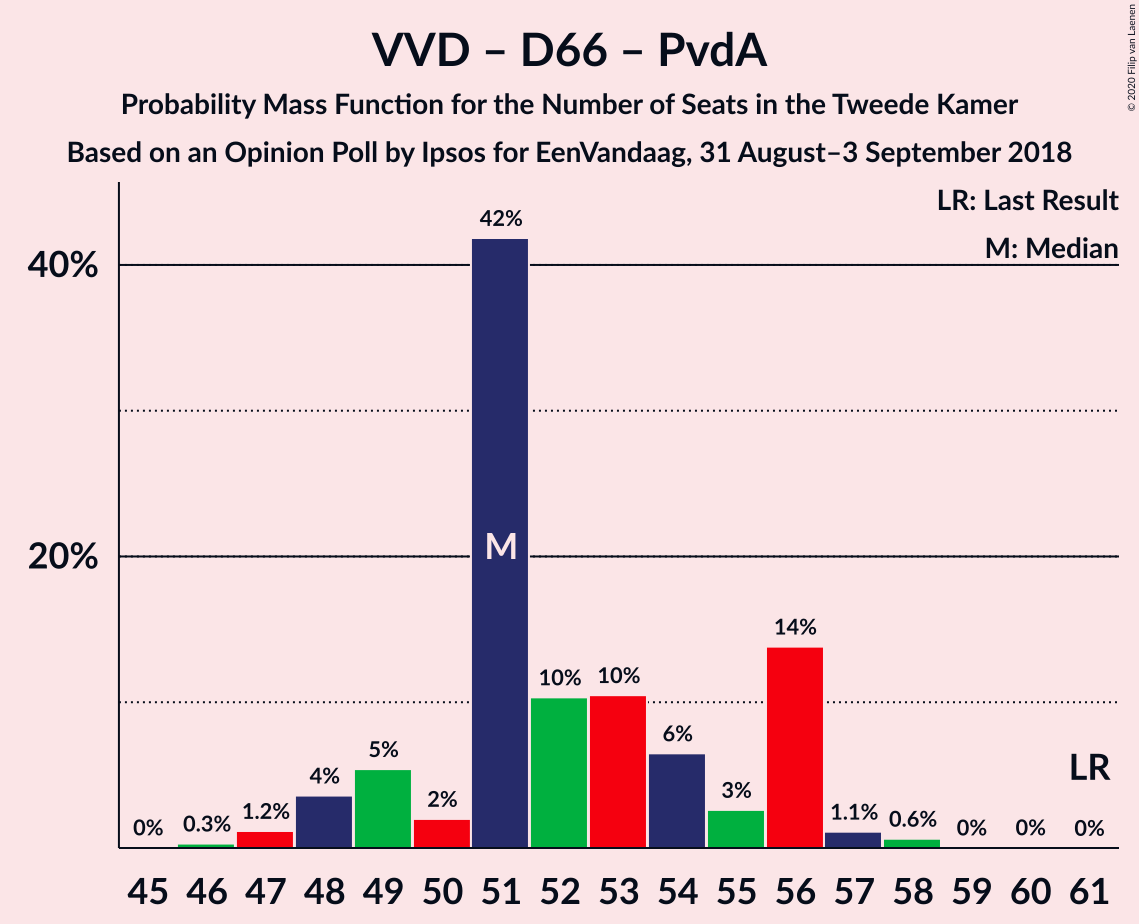 VVD – D66 – PvdA
Probability Mass Function for the Number of Seats in the Tweede Kamer
Based on an Opinion Poll by Ipsos for EenVandaag, 31 August–3 September 2018
© 2020 Filip van Laenen
LR: Last Result
M: Median
40%
20%
0% 0.3% 1.2% 4% 5% 2% 42% 10% 10% 6% 3% 14% 1.1% 0.6% 0% 0% 0%
M
LR
45 46 47 48 49 50 51 52 53 54 55 56 57 58 59 60 61